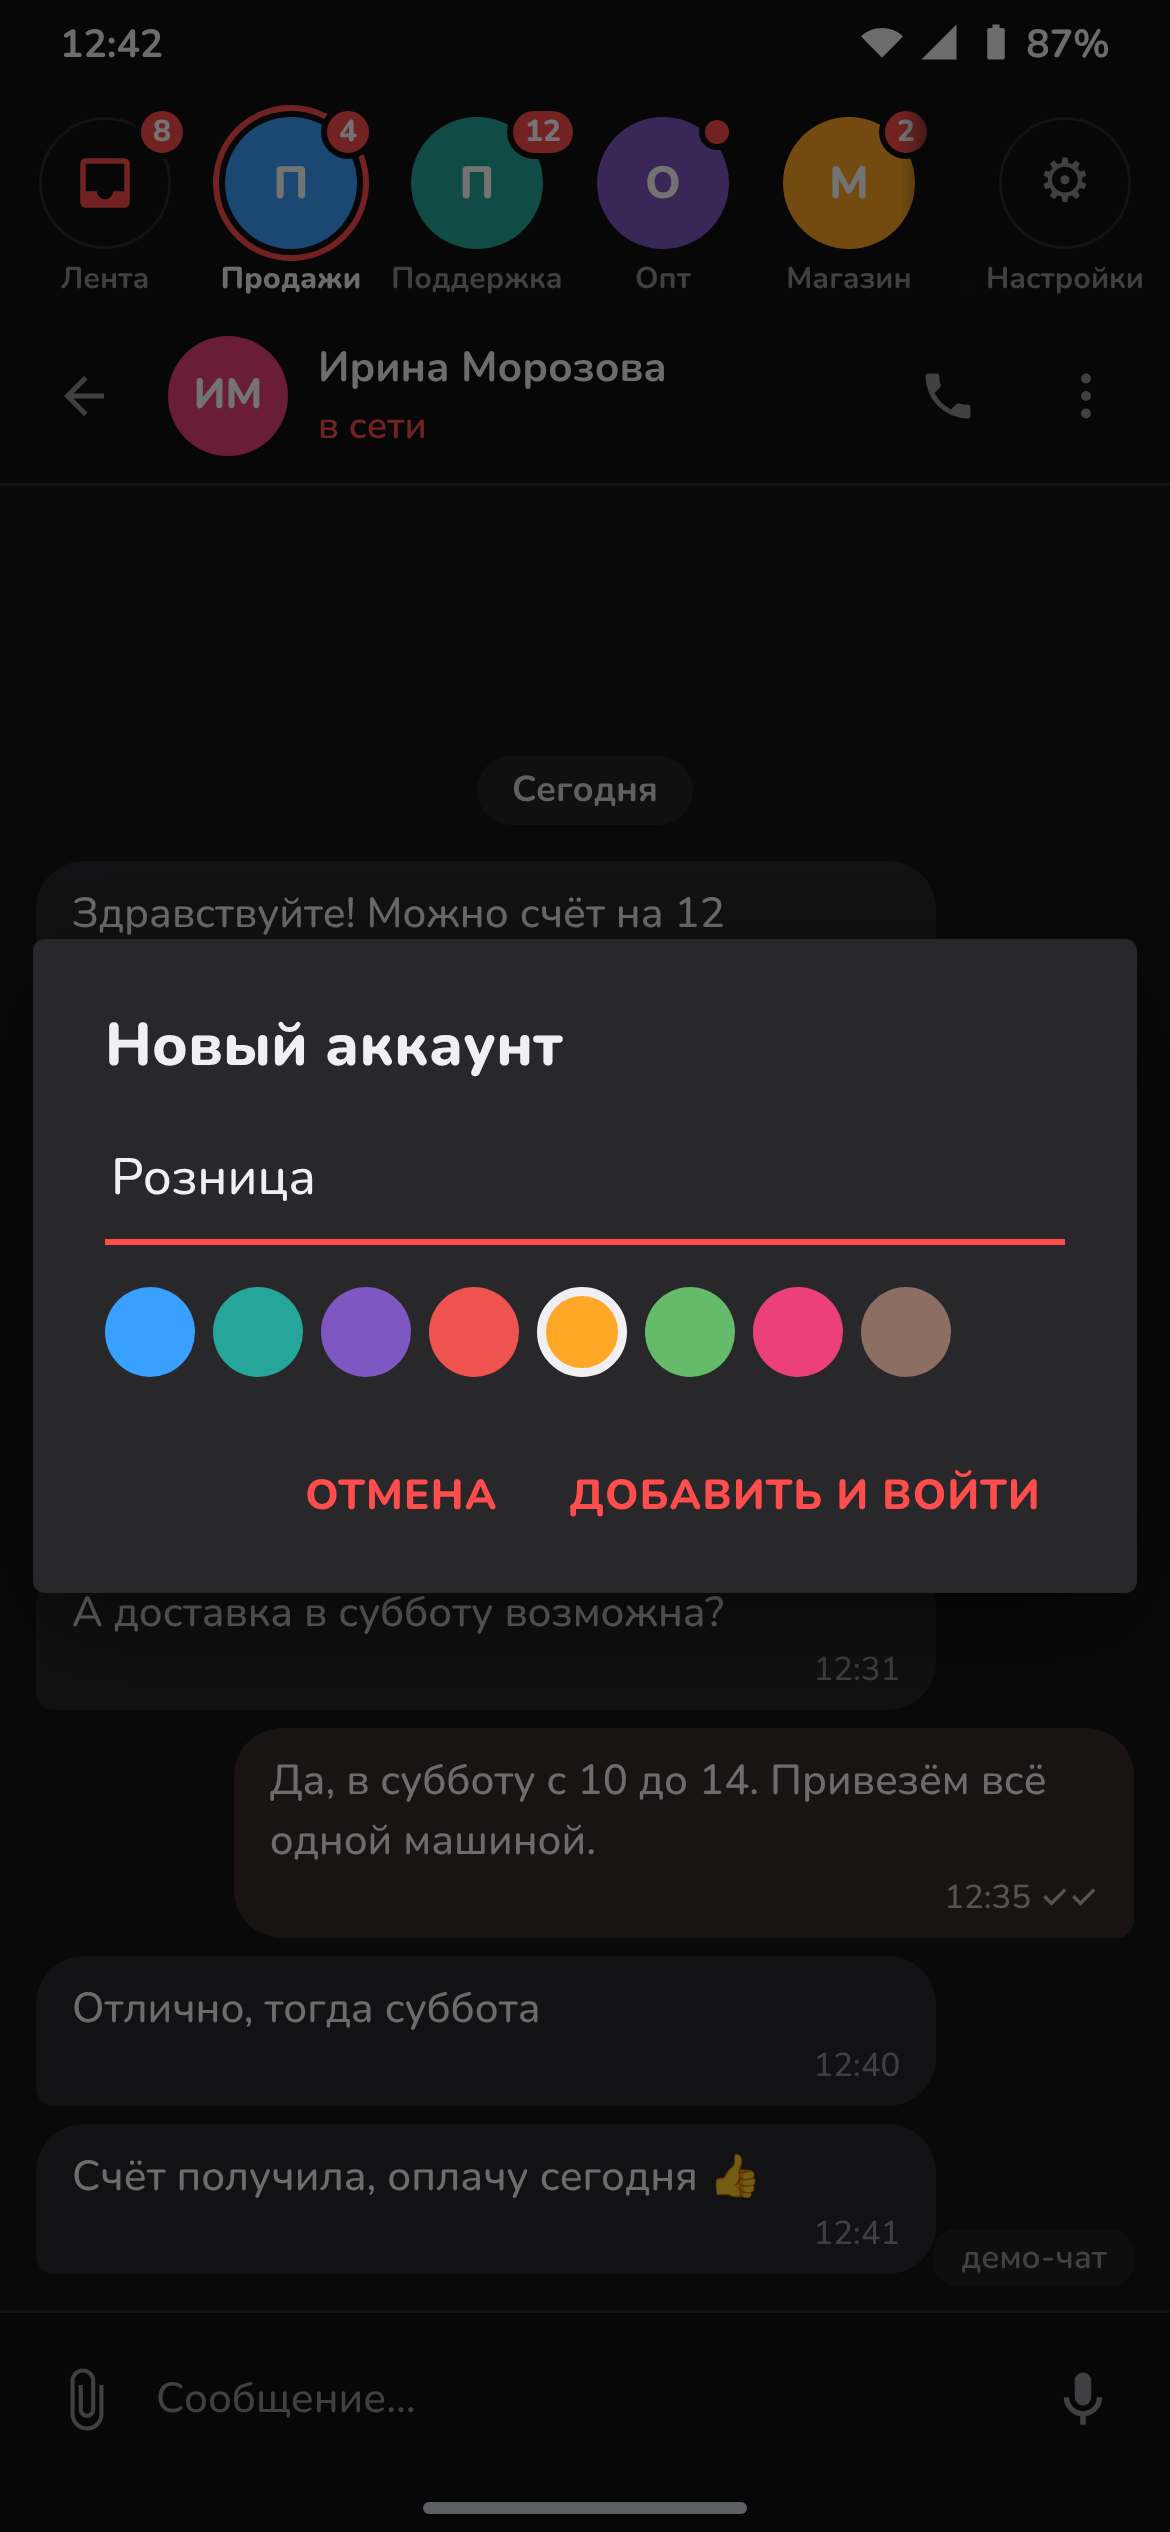 12:42
87%
8
4
12
2
П
П
О
М
Лента
Продажи
Поддержка
Опт
Магазин
Настройки
ИМ
Ирина Морозова
в сети
Сегодня
Здравствуйте! Можно счёт на 12
Новый аккаунт
Розница
ОТМЕНА
ДОБАВИТЬ И ВОЙТИ
А доставка в субботу возможна?
12:31
Да, в субботу с 10 до 14. Привезём всё
одной машиной.
12:35 ✓✓
Отлично, тогда суббота
12:40
Счёт получила, оплачу сегодня 👍
12:41
демо-чат
Сообщение...